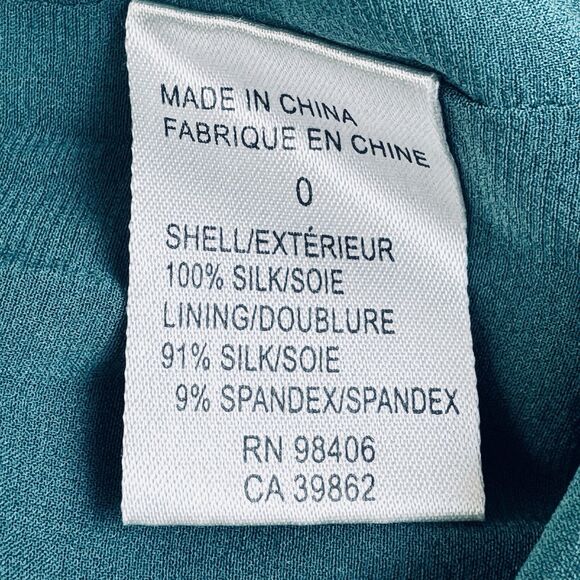 MADE IN CHINA
FABRIQUE EN CHINE
0
SHELL/EXTÉRIEUR
100% SILK/SOIE
LINING/DOUBLURE
91% SILK/SOIE
9% SPANDEX/SPANDEX
RN 98406
CA 39862